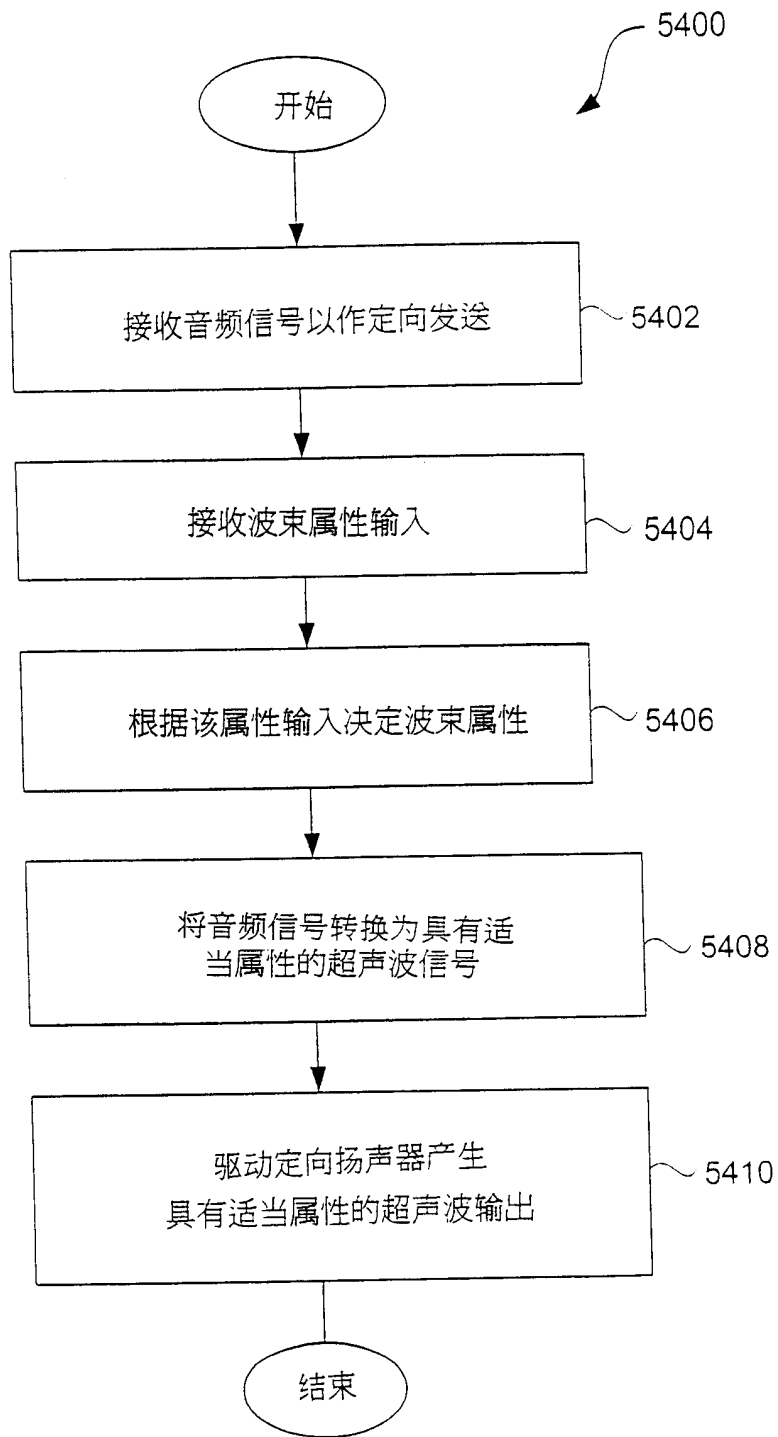 5400
开始
接收音频信号以作定向发送
5402
接收波束属性输入
5404
根据该属性输入决定波束属性
5406
将音频信号转换为具有适
当属性的超声波信号
5408
驱动定向扬声器产生
具有适当属性的超声波输出
5410
结束